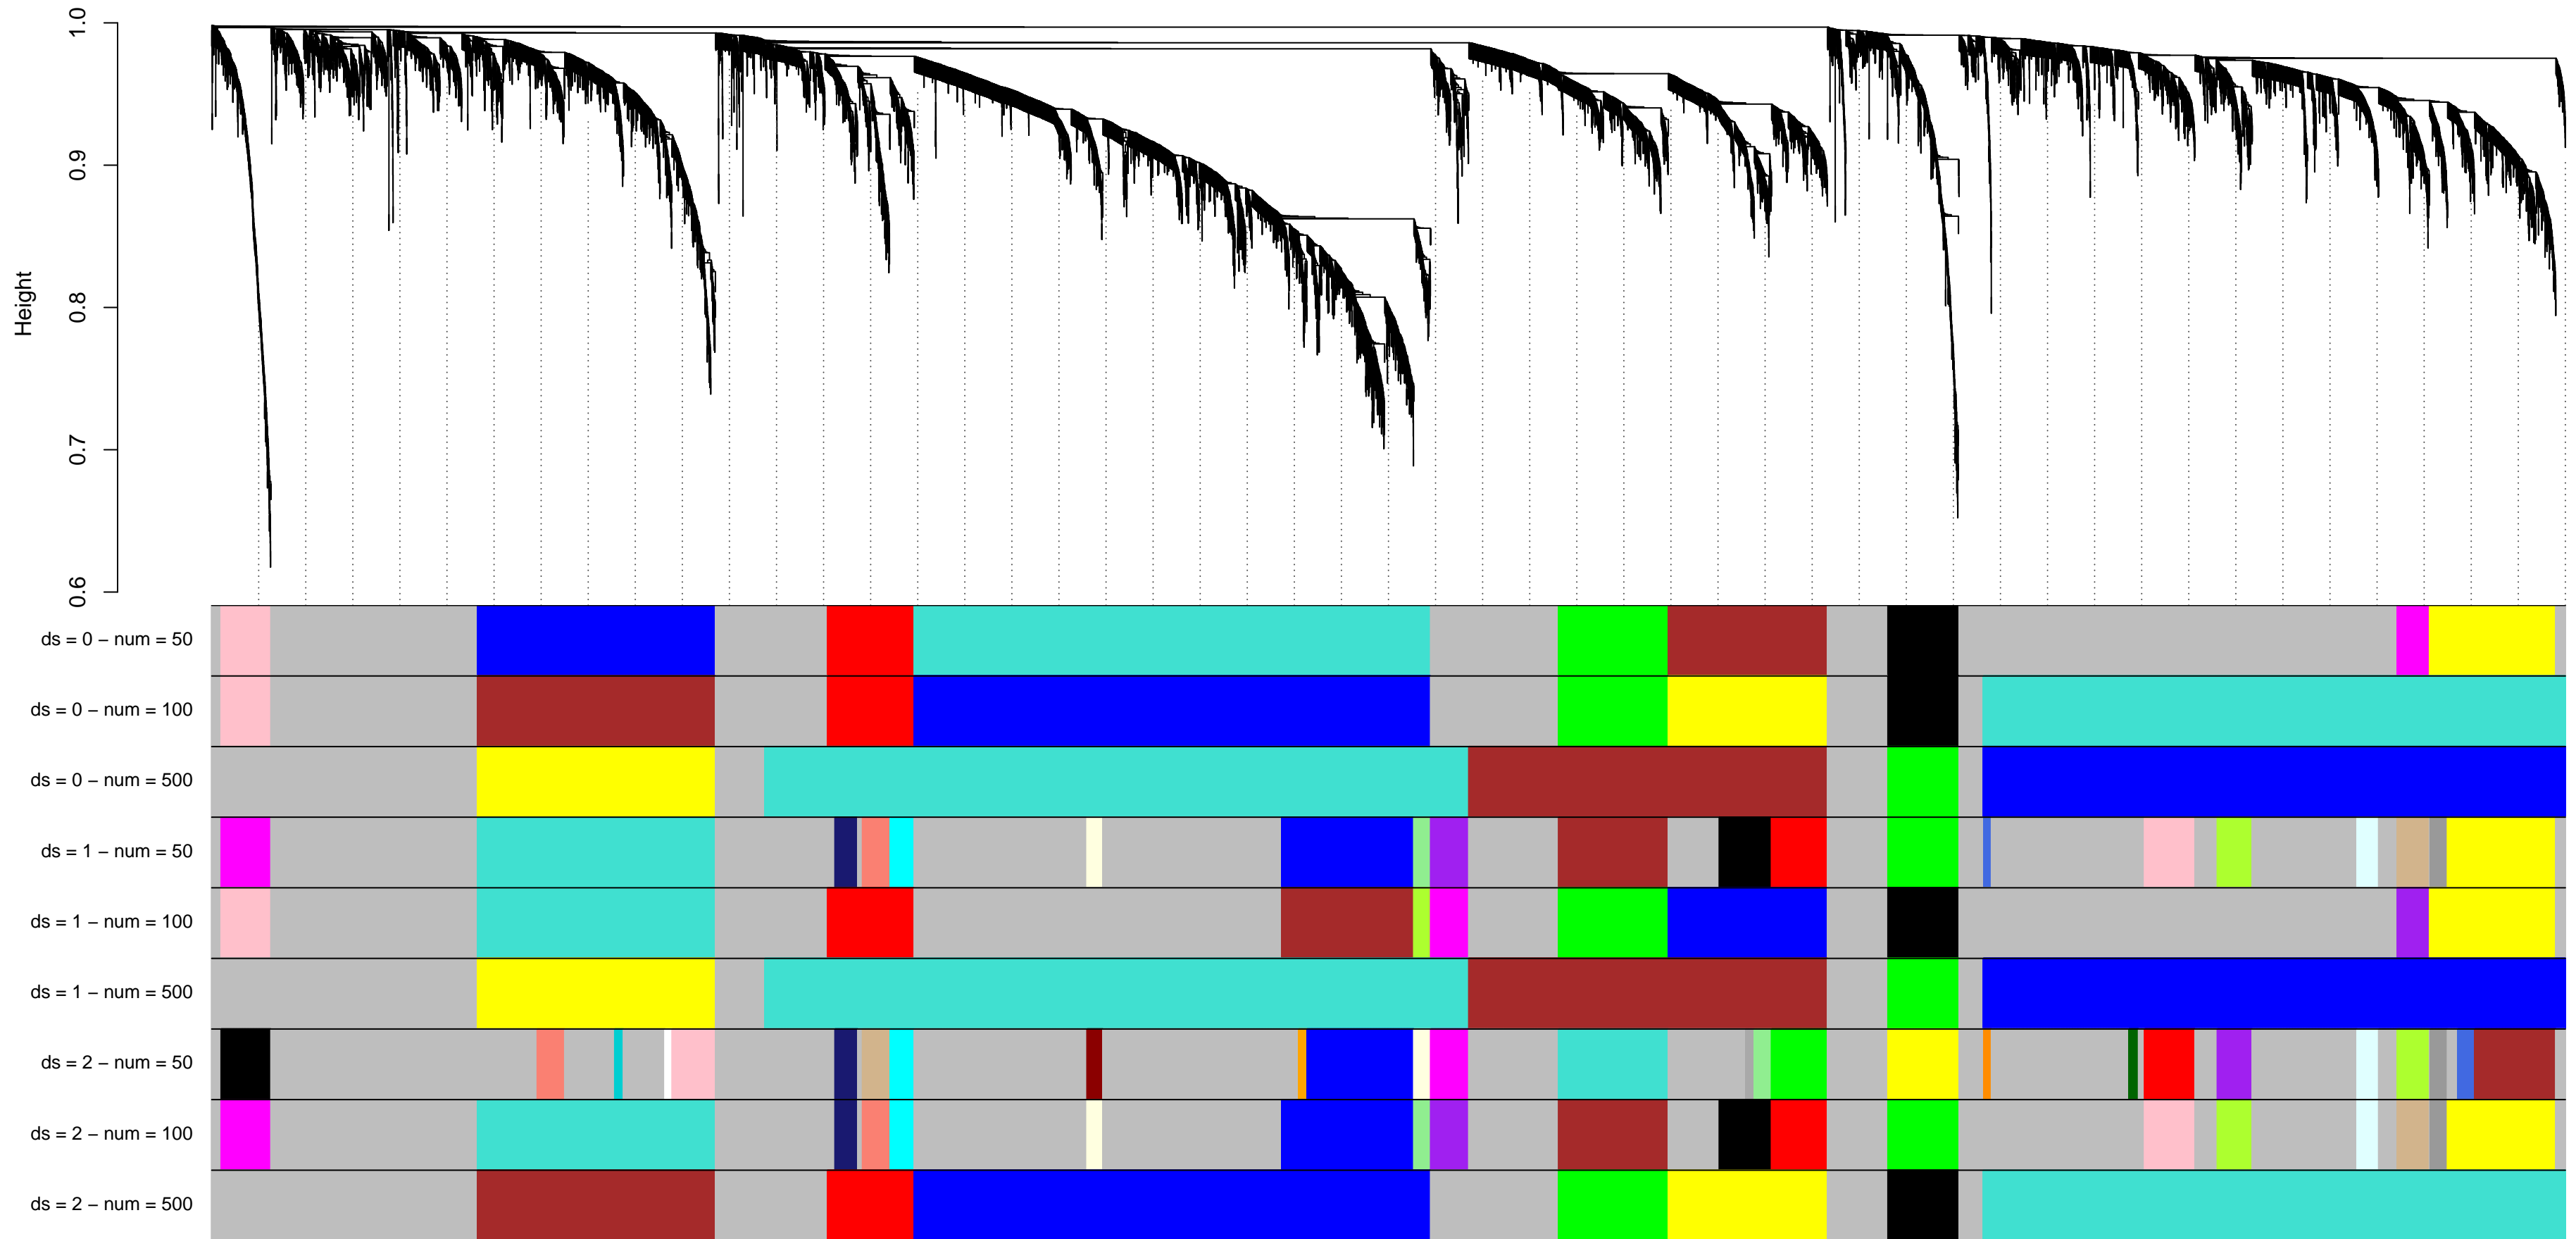 Height
1.0
0.9
0.8
0.7
0.6
ds = 0 − num = 50
ds = 0 − num = 100
ds = 0 − num = 500
ds = 1 − num = 50
ds = 1 − num = 100
ds = 1 − num = 500
ds = 2 − num = 50
ds = 2 − num = 100
ds = 2 − num = 500